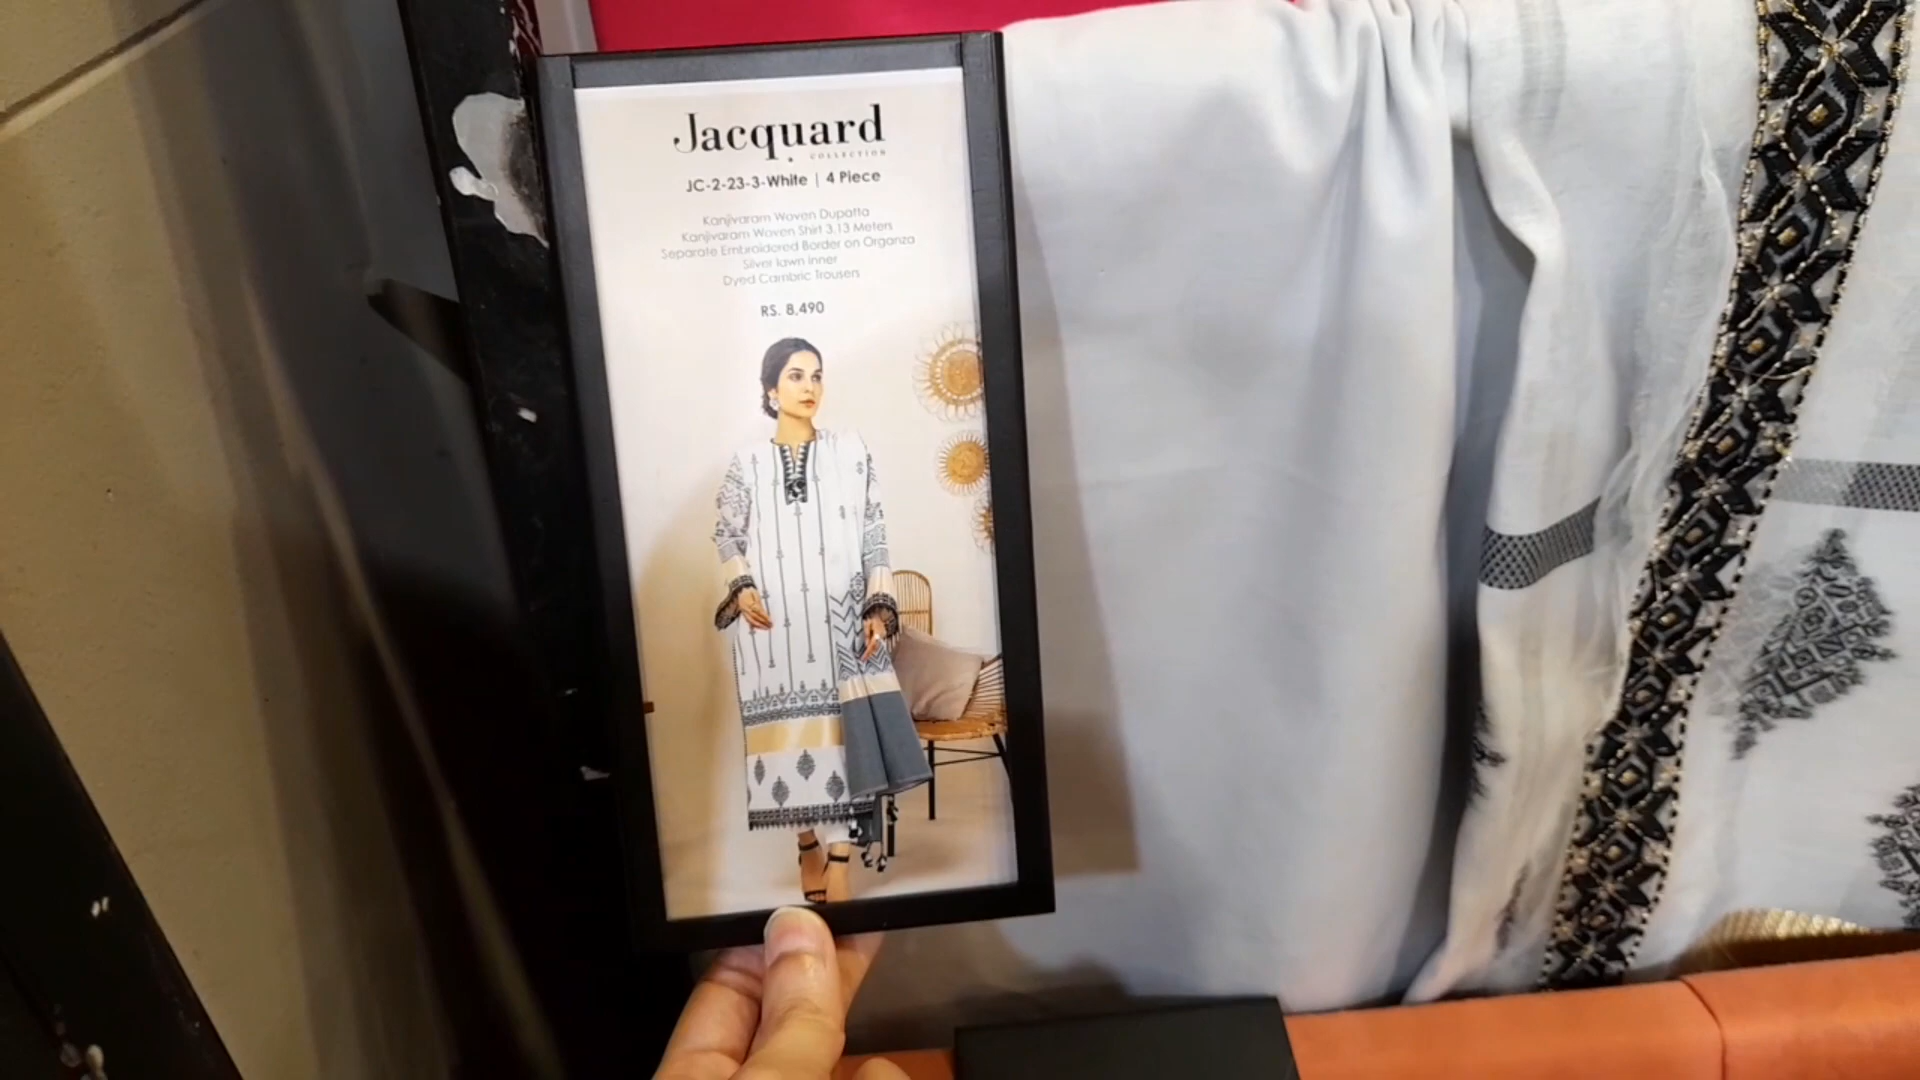 Jacquard
COLLECTION
JC-2-23-3-White | 4 Piece
Kanjivaram Woven Dupatta
Kanjivaram Woven Shirt 3.13 Meters
Separate Embroidered Border on Organza
Silver lawn inner
Dyed Cambric Trousers
RS. 8,490